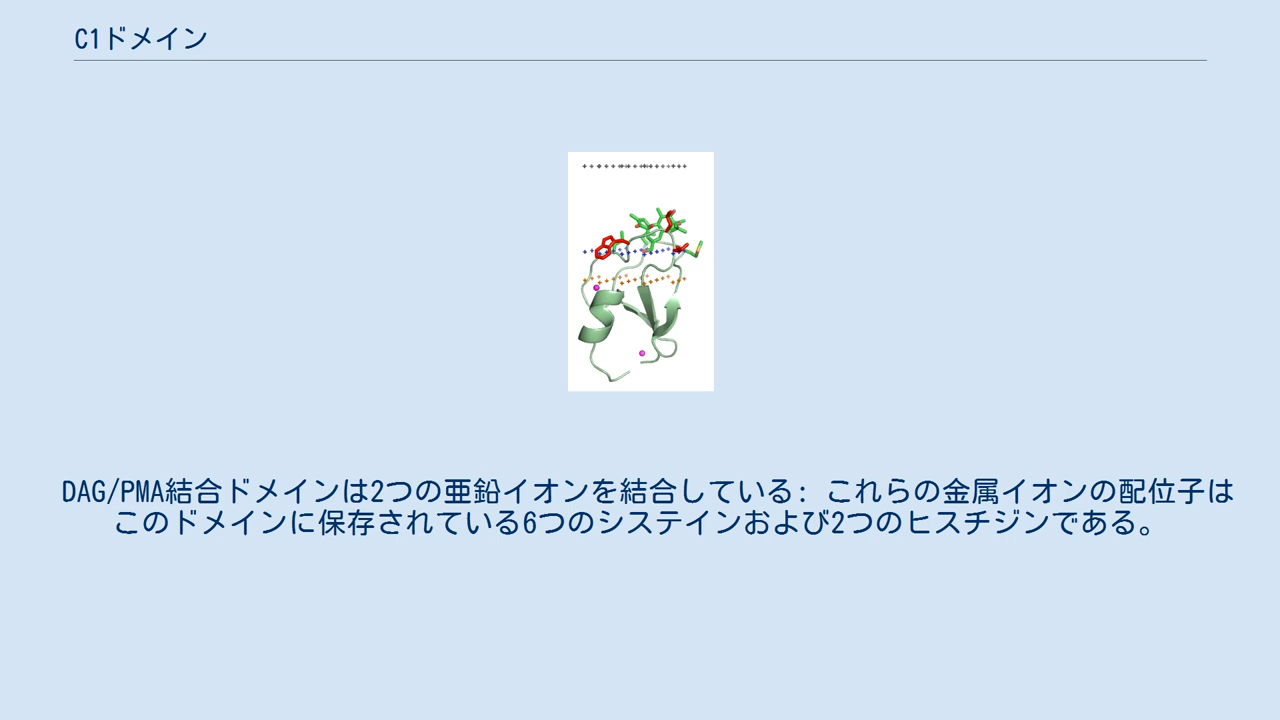 C1ドメイン
DAG/PMA結合ドメインは2つの亜鉛イオンを結合している: これらの金属イオンの配位子は
このドメインに保存されている6つのシステインおよび2つのヒスチジンである。